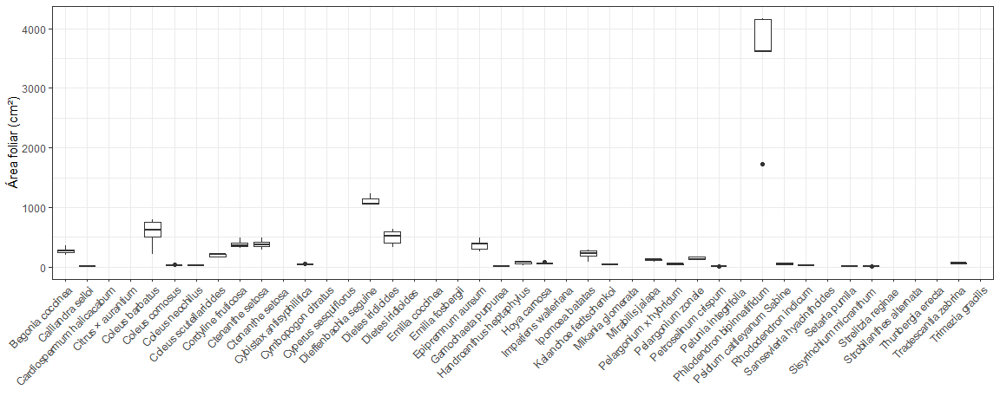 Área foliar (cm²)
4000
3000
2000
1000
0
Begonia coccinea
Calliandra selloi
Cardiospermum halicacabum
Citrus × aurantium
Coleus barbatus
Coleus comosus
Coleus neochilus
Coleus scutellarioides
Cordyline fruticosa
Ctenanthe setosa
Ctenanthe setosa
Cybistax antisyphilitica
Cymbopogon citratus
Cyperus sesquiflorus
Dieffenbachia seguine
Dietes iridioides
Dietes iridioides
Emilia coccinea
Emilia fosbergii
Epipremnum aureum
Gamochaeta purpurea
Handroanthus heptaphyllus
Hoya carnosa
Impatiens walleriana
Ipomoea batatas
Kalanchoe fedtschenkoi
Mikania glomerata
Mirabilis jalapa
Pelargonium x hybridum
Pelargonium zonale
Petroselinum crispum
Petunia integrifolia
Philodendron bipinnatifidum
Psidium cattleyanum Sabine
Rhododendron indicum
Sansevieria hyacinthoides
Setaria pumila
Sisyrinchium micranthum
Strelitzia reginae
Strobilanthes alternata
Thunbergia erecta
Tradescantia zebrina
Trimezia gracilis